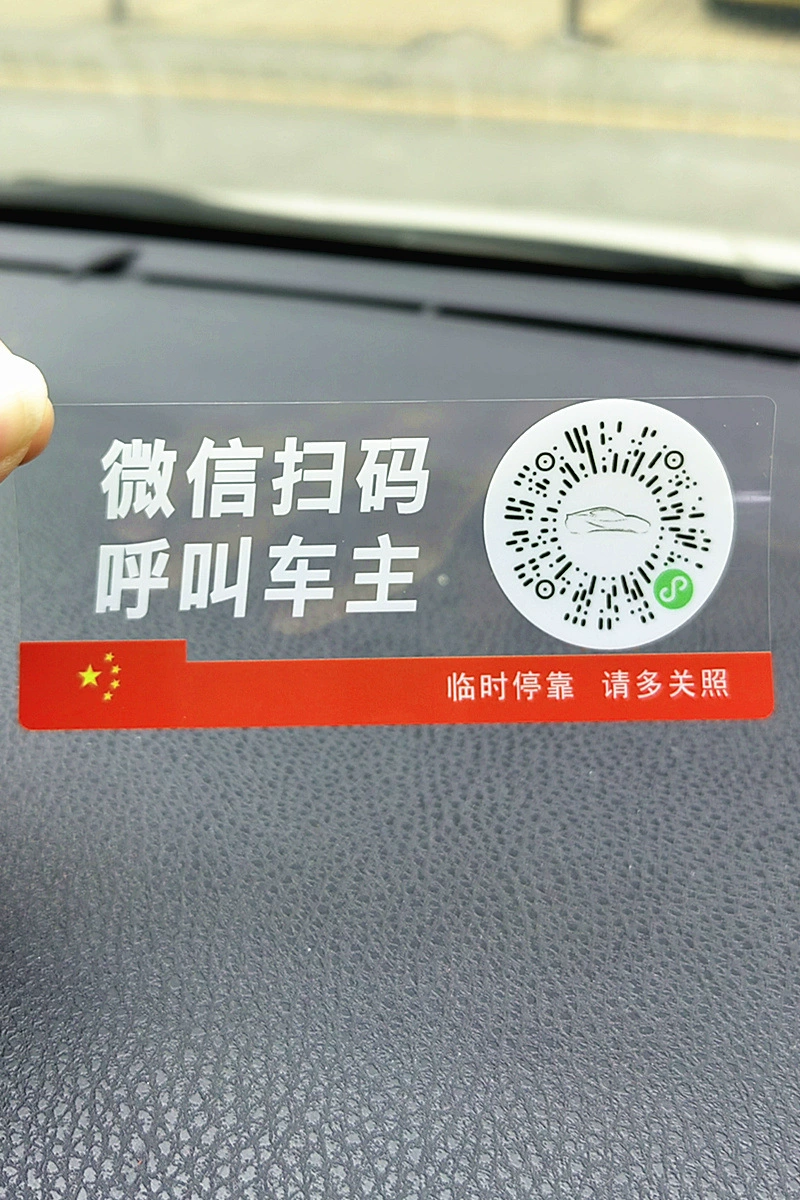 微信扫码
呼叫车主
临时停靠 请多关照